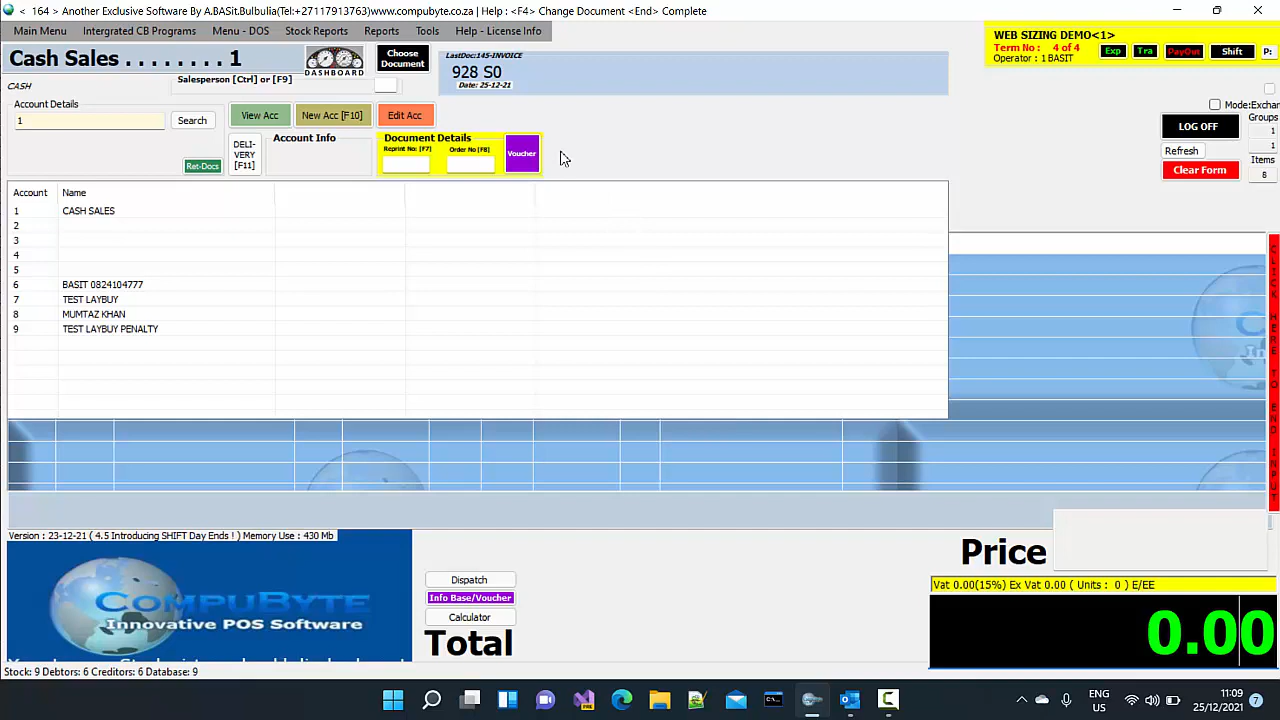 < 164 > Another Exclusive Software By A.BASit.Bulbulia(Tel:+27117913763)www.compubyte.co.za | Help : <F4> Change Document <End> Complete
Main Menu Intergrated CB Programs Menu - DOS Stock Reports Reports Tools Help - License Info
Cash Sales . . . . . . . . 1
DASHBOARD
Choose Document
LastDoc:145-INVOICE
928 S0
Date: 25-12-21
WEB SIZING DEMO<1>
Term No : 4 of 4
Operator : 1 BASIT
Exp Tra PayOut Shift P:
Salesperson [Ctrl] or [F9]
CASH
Account Details
1
Search
View Acc New Acc [F10] Edit Acc
DELI-
VERY
[F11]
Account Info
Document Details
Reprint No: [F7] Order No [F8]
Voucher
Ret-Docs
Mode:Exchan
LOG OFF
Groups
1
Refresh
1
Items
Clear Form
8
Account Name
1 CASH SALES
2
3
4
5
6 BASIT 0824104777
7 TEST LAYBUY
8 MUMTAZ KHAN
9 TEST LAYBUY PENALTY
CLICK HERE TO END INPUT
Version : 23-12-21 ( 4.5 Introducing SHIFT Day Ends ! ) Memory Use : 430 Mb
COMPUBYTE
Innovative POS Software
Dispatch
Info Base/Voucher
Calculator
Total
Price
Vat 0.00(15%) Ex Vat 0.00 ( Units : 0 ) E/EE
0.00
Stock: 9 Debtors: 6 Creditors: 6 Database: 9
ENG
US
11:09
25/12/2021
7